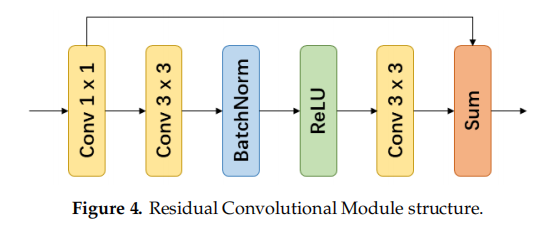 Conv 1 x 1
Conv 3 x 3
BatchNorm
ReLU
Conv 3 x 3
Sum
Figure 4. Residual Convolutional Module structure.